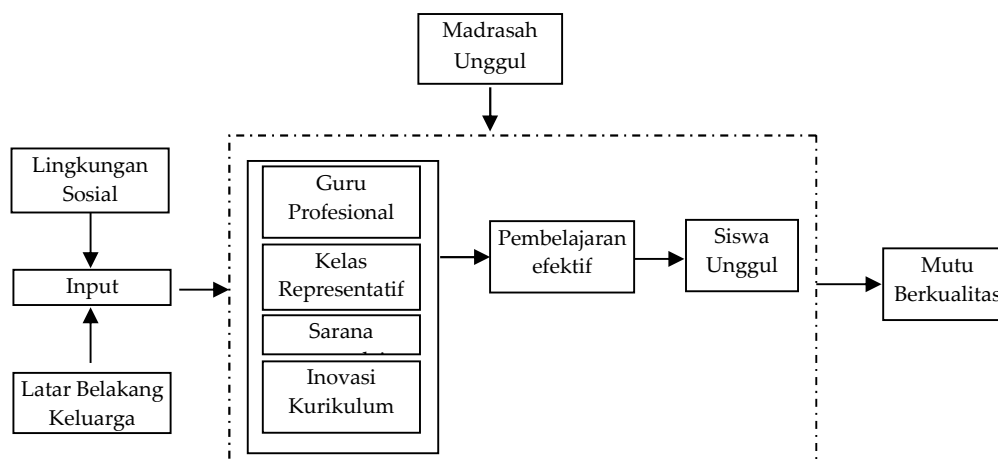 Madrasah
Unggul
Lingkungan
Sosial
Input
Latar Belakang
Keluarga
Guru
Profesional
Kelas
Representatif
Sarana
Inovasi
Kurikulum
Pembelajaran
efektif
Siswa
Unggul
Mutu
Berkualitas